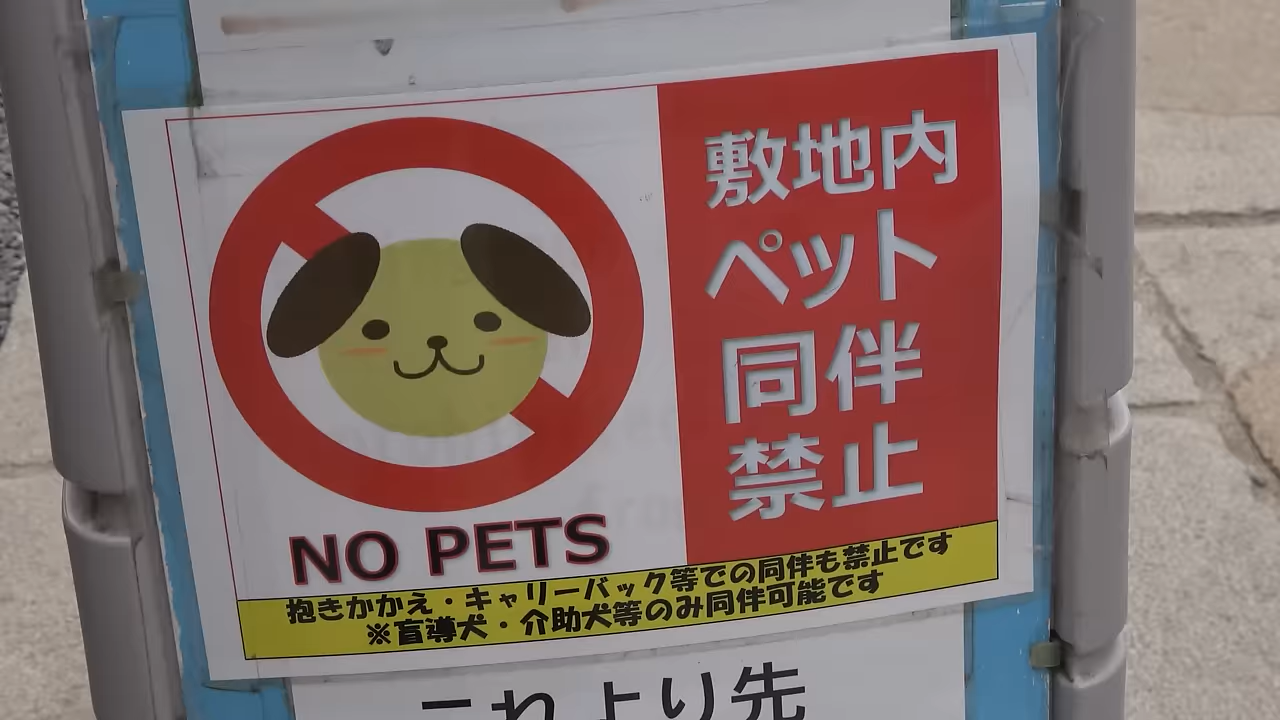 敷地内
ペット
同伴
禁止
NO PETS
抱きかかえ・キャリーバック等での同伴も禁止です
※盲導犬・介助犬等のみ同伴可能です
これより先